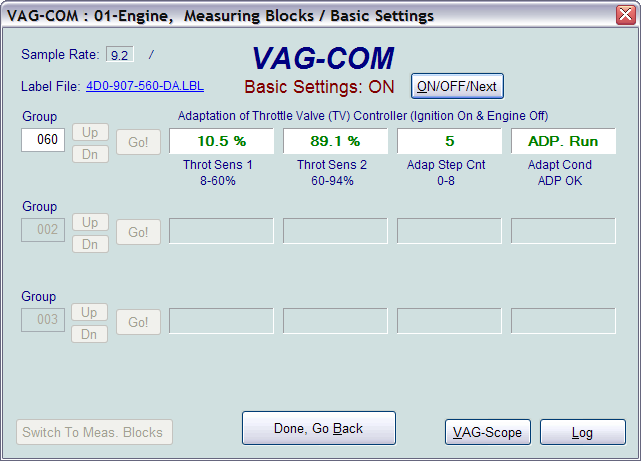 VAG-COM : 01-Engine, Measuring Blocks / Basic Settings
Sample Rate: 9.2 /
VAG-COM
Label File: 4D0-907-560-DA.LBL
Basic Settings: ON
ON/OFF/Next
Group
Adaptation of Throttle Valve (TV) Controller (Ignition On & Engine Off)
060 Up Dn Go! 10.5 % 89.1 % 5 ADP. Run
Throt Sens 1 Throt Sens 2 Adap Step Cnt Adapt Cond
8-60% 60-94% 0-8 ADP OK
Group
002 Up Dn Go!
Group
003 Up Dn Go!
Switch To Meas. Blocks Done, Go Back VAG-Scope Log